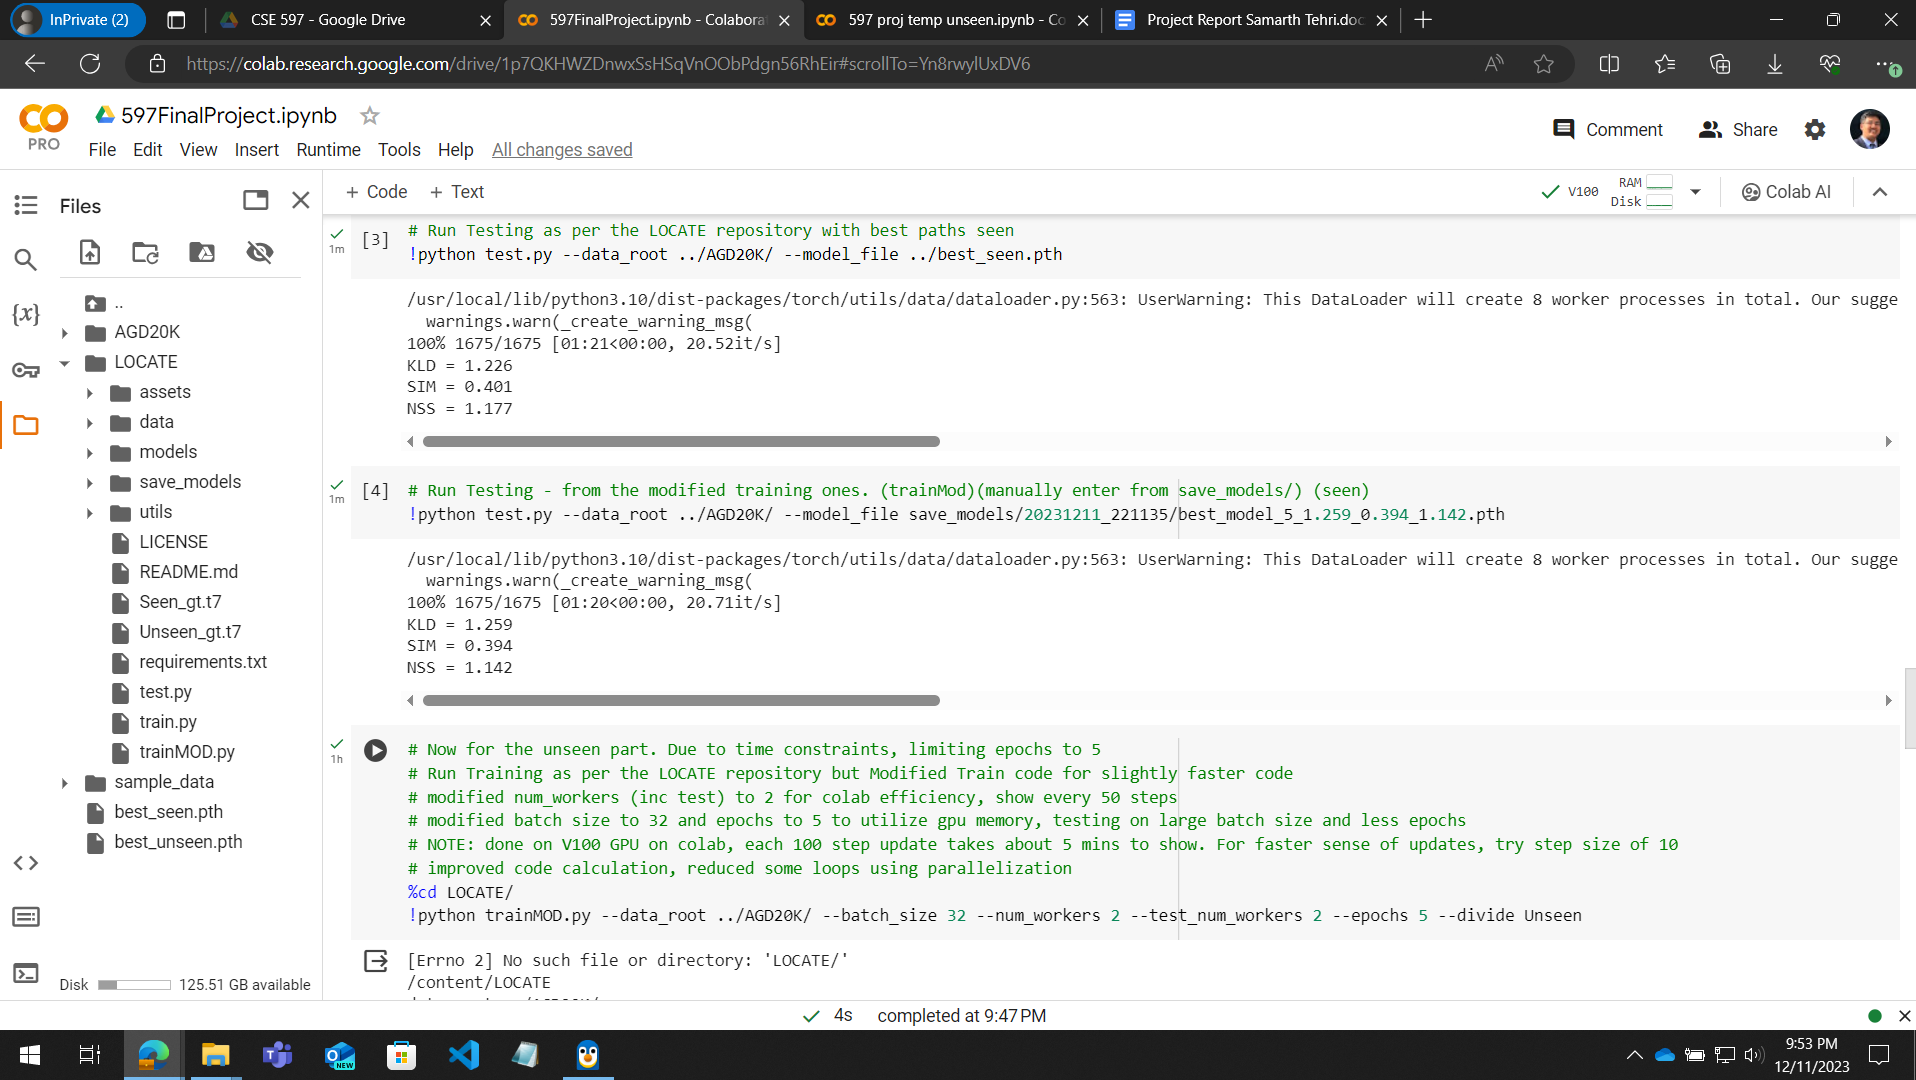 InPrivate (2)
CSE 597 - Google Drive
597FinalProject.ipynb - Colabora
597 proj temp unseen.ipynb - Co
Project Report Samarth Tehri.doc
https://colab.research.google.com/drive/1p7QKHWZDnwxSsHSqVnOObPdgn56RhEir#scrollTo=Yn8rwylUxDV6
PRO
597FinalProject.ipynb
File Edit View Insert Runtime Tools Help All changes saved
Comment
Share
Files
+ Code + Text
V100
RAM
Disk
Colab AI
..
AGD20K
LOCATE
assets
data
models
save_models
utils
LICENSE
README.md
Seen_gt.t7
Unseen_gt.t7
requirements.txt
test.py
train.py
trainMOD.py
sample_data
best_seen.pth
best_unseen.pth
Disk 125.51 GB available
{x}
1m
[3]
# Run Testing as per the LOCATE repository with best paths seen
!python test.py --data_root ../AGD20K/ --model_file ../best_seen.pth
/usr/local/lib/python3.10/dist-packages/torch/utils/data/dataloader.py:563: UserWarning: This DataLoader will create 8 worker processes in total. Our sugge
warnings.warn(_create_warning_msg(
100% 1675/1675 [01:21<00:00, 20.52it/s]
KLD = 1.226
SIM = 0.401
NSS = 1.177
1m
[4]
# Run Testing - from the modified training ones. (trainMod)(manually enter from save_models/) (seen)
!python test.py --data_root ../AGD20K/ --model_file save_models/20231211_221135/best_model_5_1.259_0.394_1.142.pth
/usr/local/lib/python3.10/dist-packages/torch/utils/data/dataloader.py:563: UserWarning: This DataLoader will create 8 worker processes in total. Our sugge
warnings.warn(_create_warning_msg(
100% 1675/1675 [01:20<00:00, 20.71it/s]
KLD = 1.259
SIM = 0.394
NSS = 1.142
1h
# Now for the unseen part. Due to time constraints, limiting epochs to 5
# Run Training as per the LOCATE repository but Modified Train code for slightly faster code
# modified num_workers (inc test) to 2 for colab efficiency, show every 50 steps
# modified batch size to 32 and epochs to 5 to utilize gpu memory, testing on large batch size and less epochs
# NOTE: done on V100 GPU on colab, each 100 step update takes about 5 mins to show. For faster sense of updates, try step size of 10
# improved code calculation, reduced some loops using parallelization
%cd LOCATE/
!python trainMOD.py --data_root ../AGD20K/ --batch_size 32 --num_workers 2 --test_num_workers 2 --epochs 5 --divide Unseen
[Errno 2] No such file or directory: 'LOCATE/'
/content/LOCATE
4s completed at 9:47 PM
NEW
9:53 PM
12/11/2023